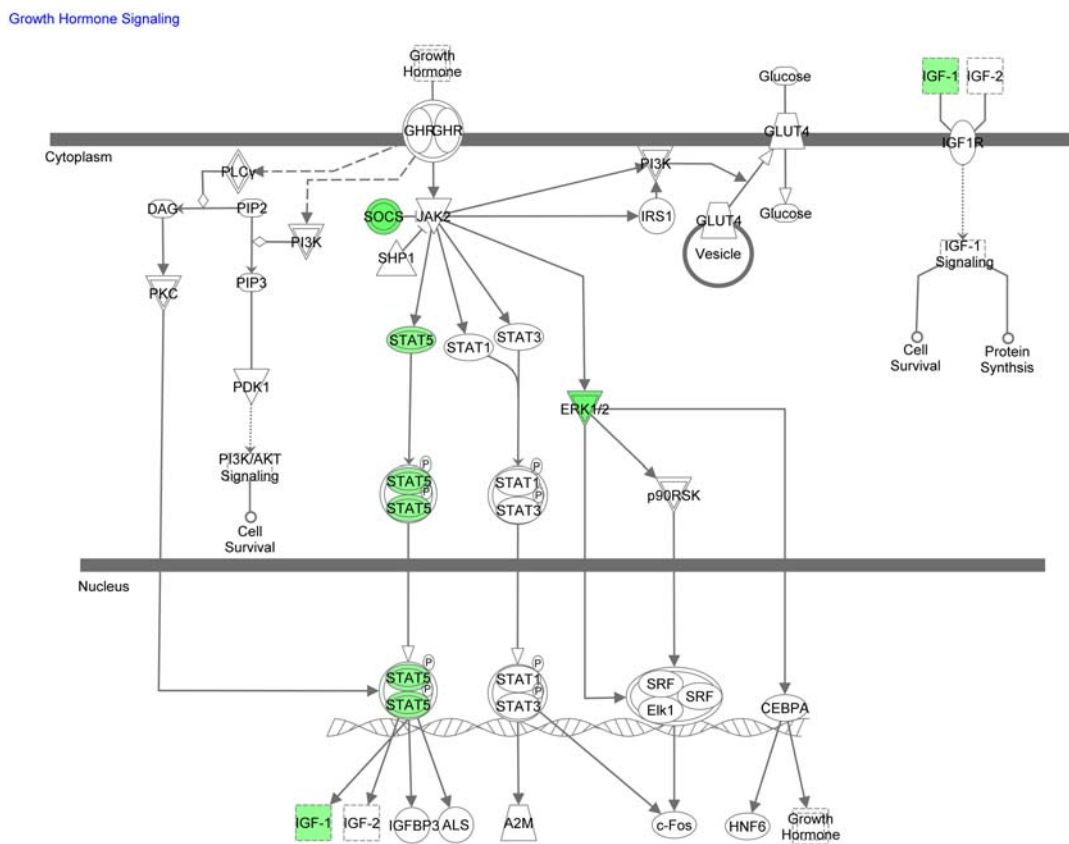 Growth Hormone Signaling
Growth
Hormone
Glucose
IGF-1
IGF-2
GHR
GHR
GLUT4
IGF1R
Cytoplasm
PLCγ
PI3K
DAG
PIP2
SOCS
JAK2
IRS1
GLUT4
Glucose
PI3K
SHP1
Vesicle
IGF-1
Signaling
PKC
PIP3
STAT5
STAT1
STAT3
Cell
Survival
Protein
Synthsis
PDK1
ERK1/2
PI3K/AKT
Signaling
P
STAT5
P
STAT5
P
STAT1
P
STAT3
p90RSK
Cell
Survival
Nucleus
P
STAT5
P
STAT5
P
STAT1
P
STAT3
SRF
SRF
Elk1
CEBPA
IGF-1
IGF-2
IGFBP3
ALS
A2M
c-Fos
HNF6
Growth
Hormone